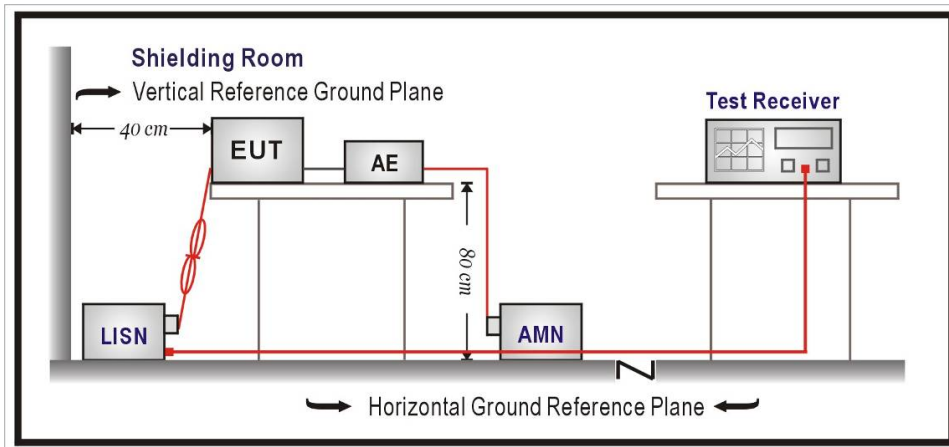 Shielding Room
Vertical Reference Ground Plane
40 cm
EUT
AE
Test Receiver
80 cm
LISN
AMN
Horizontal Ground Reference Plane